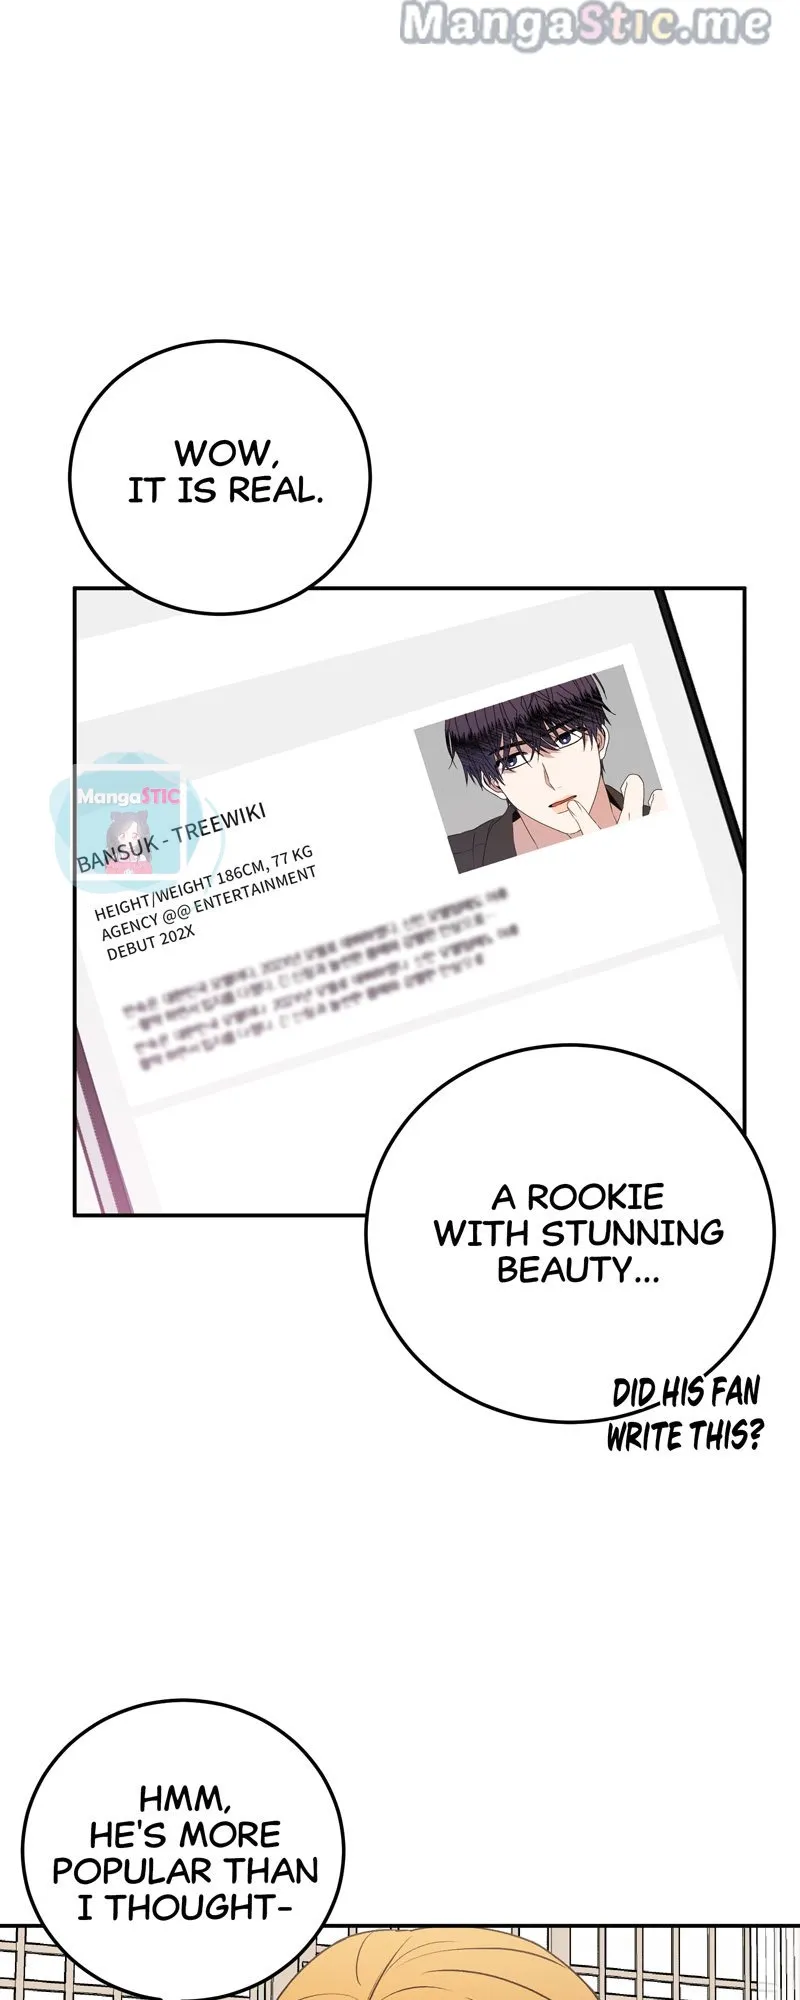 MangaStic.me
WOW,
IT IS REAL.
MangaSTIC
BANSUK - TREEWIKI
HEIGHT/WEIGHT 186CM, 77 KG
AGENCY @@ ENTERTAINMENT
DEBUT 202X
A ROOKIE
WITH STUNNING
BEAUTY...
DID HIS FAN
WRITE THIS?
HMM,
HE'S MORE
POPULAR THAN
I THOUGHT-